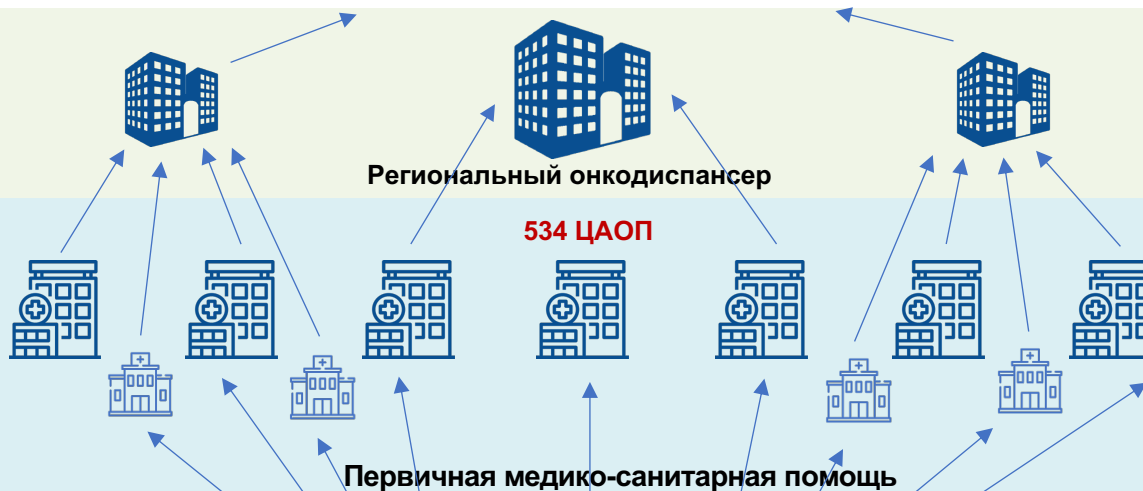 Региональный онкодиспансер
534 ЦАОП
Первичная медико-санитарная помощь